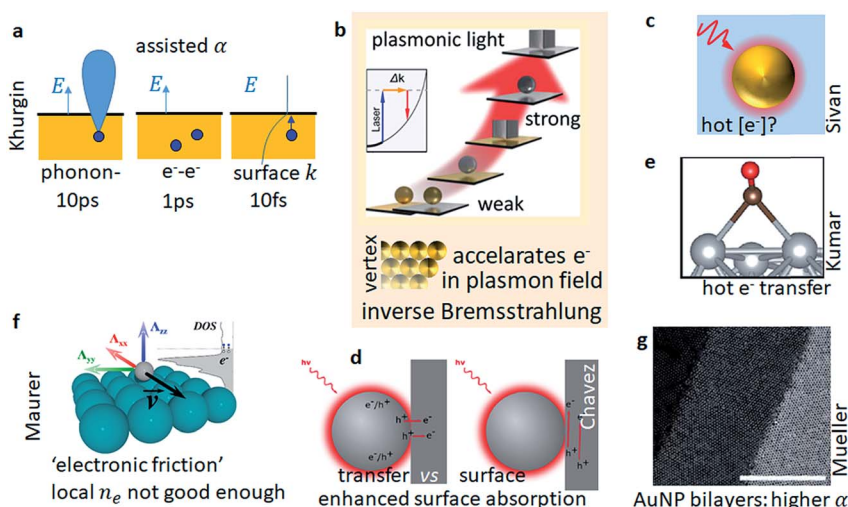 a
assisted α
Khurgin
E
E
E
phonon-
10ps
e⁻-e⁻
1ps
surface k
10fs
b
plasmonic light
Δk
Laser
strong
weak
vertex
accelarates e⁻
in plasmon field
inverse Bremsstrahlung
c
hot [e⁻]?
Sivan
e
Kumar
hot e⁻ transfer
f
Maurer
DOS
e⁻
Λzz
Λxx
Λyy
v
'electronic friction'
local nₑ not good enough
d
hν
hν
e⁻/h⁺
h⁺
e⁻
h⁺
e⁻
e⁻/h⁺
e⁻
e⁻
h⁺
h⁺
Chavez
transfer vs surface
enhanced surface absorption
g
Mueller
AuNP bilayers: higher α